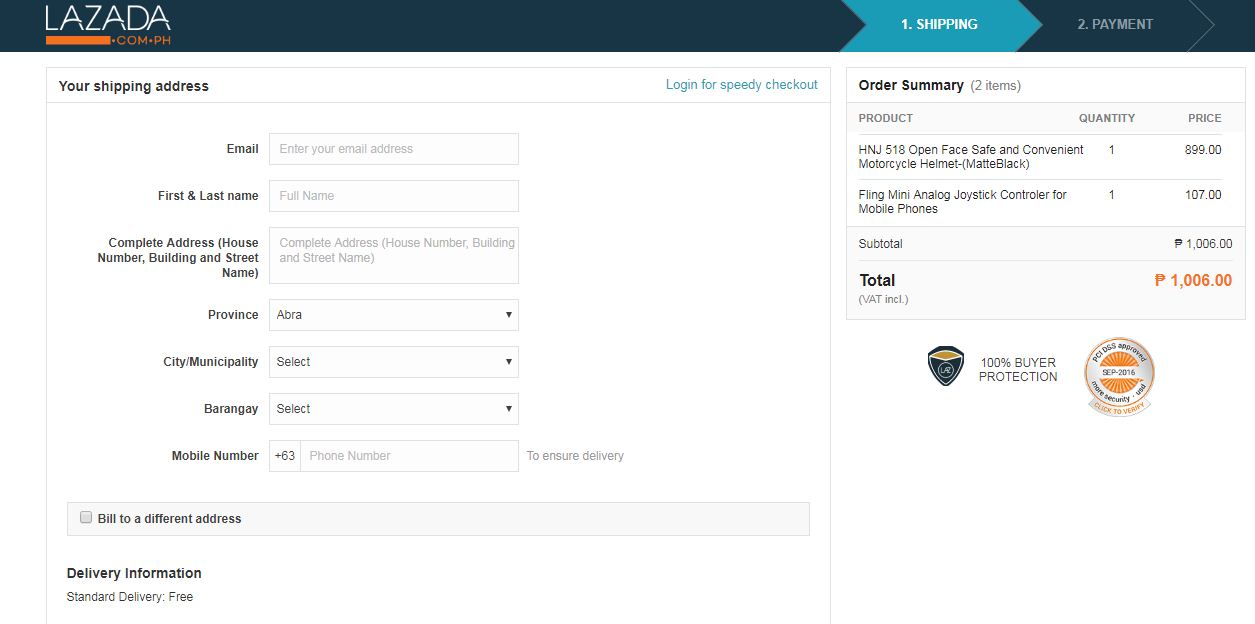 LAZADA
•COM•PH
1. SHIPPING
2. PAYMENT
Your shipping address
Login for speedy checkout
Email
Enter your email address
First & Last name
Full Name
Complete Address (House
Number, Building and Street
Name)
Complete Address (House Number, Building
and Street Name)
Province
Abra
City/Municipality
Select
Barangay
Select
Mobile Number
+63
Phone Number
To ensure delivery
Bill to a different address
Delivery Information
Standard Delivery: Free
Order Summary (2 items)
PRODUCT QUANTITY PRICE
HNJ 518 Open Face Safe and Convenient 1 899.00
Motorcycle Helmet-(MatteBlack)
Fling Mini Analog Joystick Controler for 1 107.00
Mobile Phones
Subtotal ₱ 1,006.00
Total ₱ 1,006.00
(VAT incl.)
LAZ
100% BUYER
PROTECTION
PCI DSS approved
SEP-2016
more security · usd
CLICK TO VERIFY